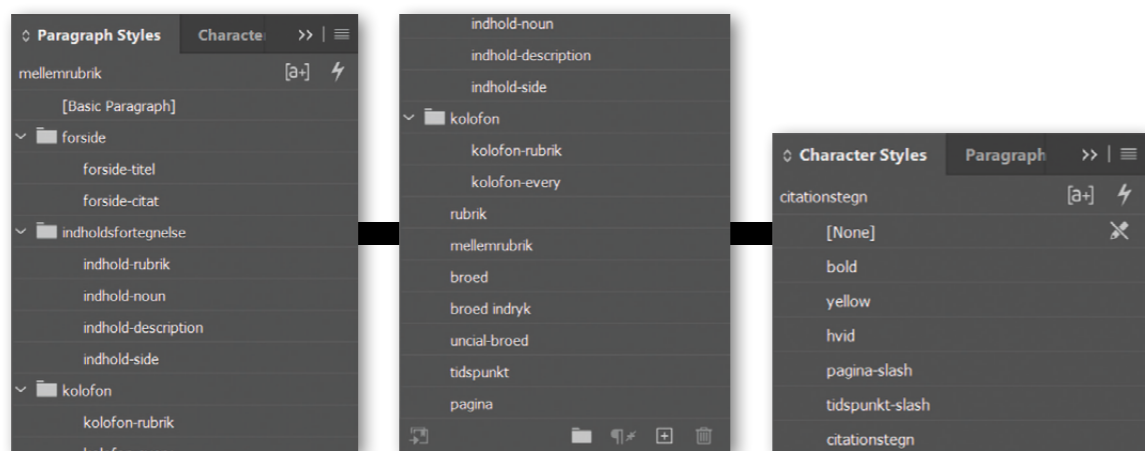 Paragraph Styles
Character
mellemrubrik
[Basic Paragraph]
forside
forside-titel
forside-citat
indholdsfortegnelse
indhold-rubrik
indhold-noun
indhold-description
indhold-side
kolofon
kolofon-rubrik
indhold-noun
indhold-description
indhold-side
kolofon
kolofon-rubrik
kolofon-every
rubrik
mellemrubrik
broed
broed indryk
uncial-broed
tidspunkt
pagina
Character Styles
Paragraph
citationstegn
[None]
bold
yellow
hvid
pagina-slash
tidspunkt-slash
citationstegn